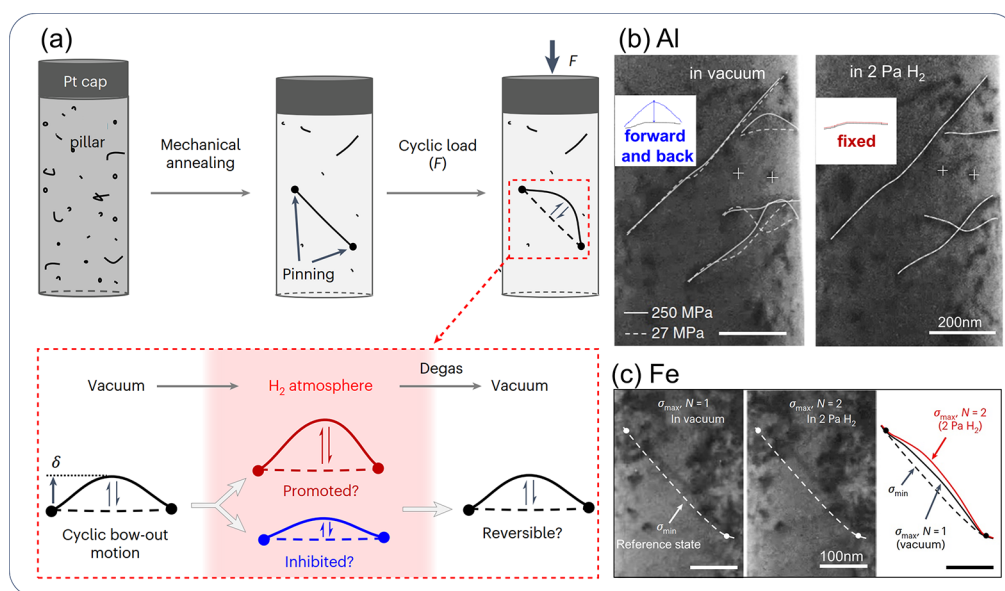 (a)
Pt cap
pillar
Mechanical
annealing
Pinning
Cyclic load
(F)
F
Vacuum
H₂ atmosphere
Degas
Vacuum
δ
Cyclic bow-out
motion
Promoted?
Inhibited?
Reversible?
(b) Al
in vacuum
forward
and back
250 MPa
27 MPa
in 2 Pa H₂
fixed
200nm
(c) Fe
σmax, N = 1
In vacuum
σmin
Reference state
σmax, N = 2
In 2 Pa H₂
100nm
σmax, N = 2
(2 Pa H₂)
σmin
σmax, N = 1
(vacuum)